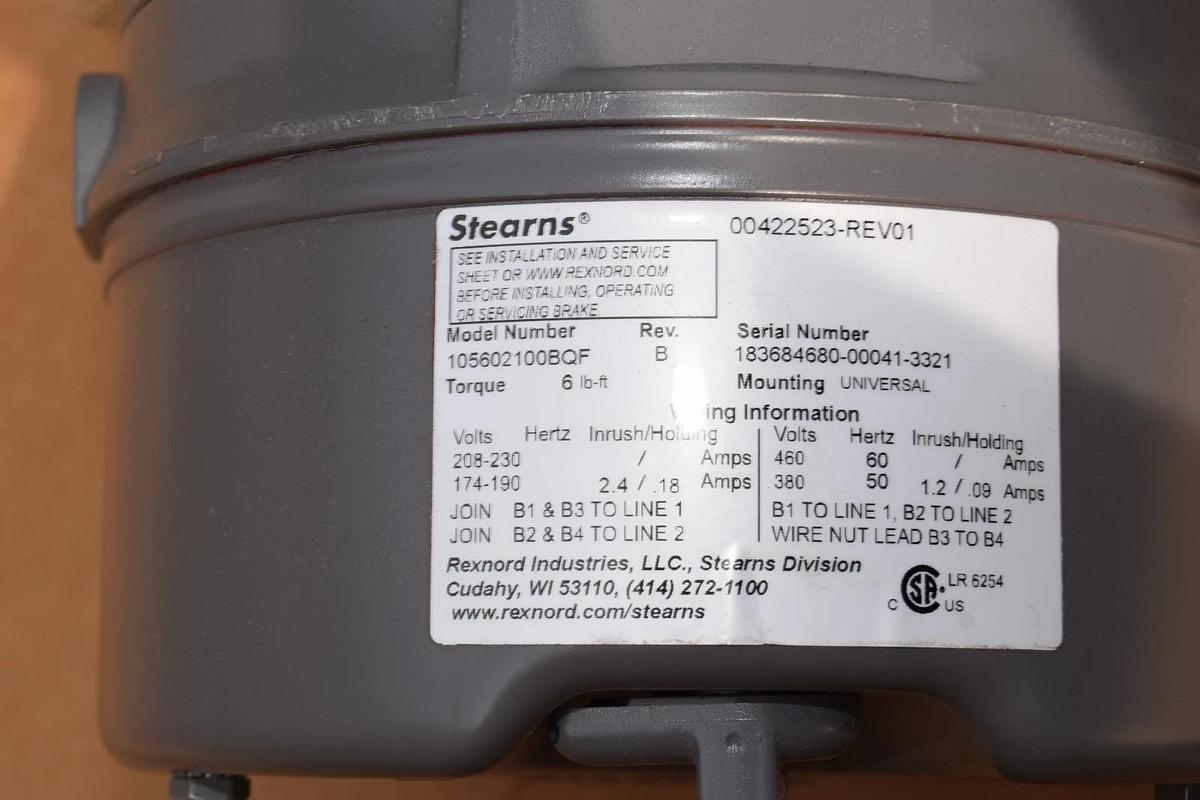 Stearns® 00422523-REV01
SEE INSTALLATION AND SERVICE
SHEET OR WWW.REXNORD.COM
BEFORE INSTALLING, OPERATING
OR SERVICING BRAKE.
Model Number Rev. Serial Number
105602100BQF B 183684680-00041-3321
Torque 6 lb-ft Mounting UNIVERSAL
Wiring Information
Volts Hertz Inrush/Holding Volts Hertz Inrush/Holding
208-230 / Amps 460 60 / Amps
174-190 2.4 / .18 Amps 380 50 1.2 / .09 Amps
JOIN B1 & B3 TO LINE 1 B1 TO LINE 1, B2 TO LINE 2
JOIN B2 & B4 TO LINE 2 WIRE NUT LEAD B3 TO B4
Rexnord Industries, LLC., Stearns Division
Cudahy, WI 53110, (414) 272-1100
www.rexnord.com/stearns
C SA US LR 6254